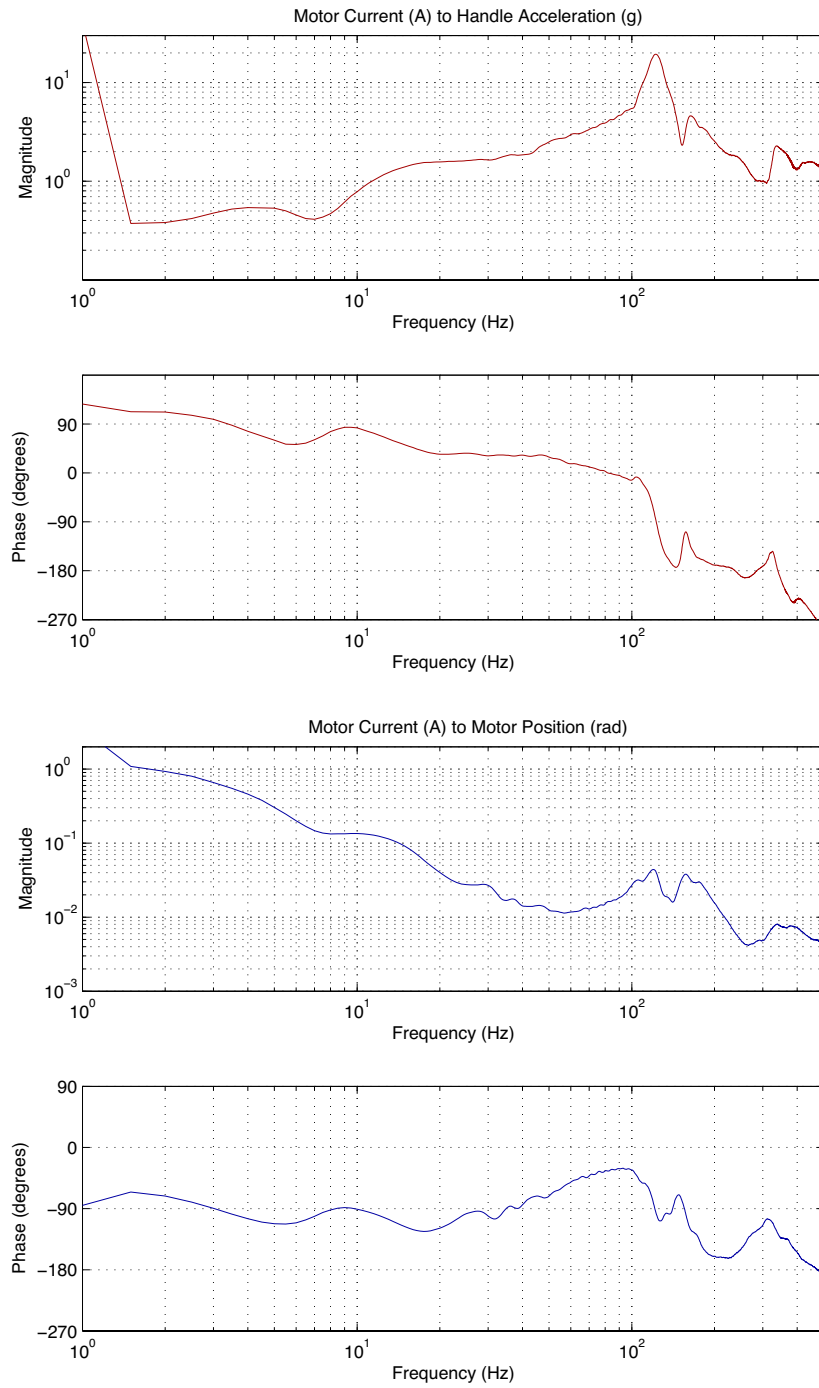 Motor Current (A) to Handle Acceleration (g)
Magnitude
10^1
10^0
10^0 10^1 10^2
Frequency (Hz)
Phase (degrees)
90
0
−90
−180
−270
10^0 10^1 10^2
Frequency (Hz)
Motor Current (A) to Motor Position (rad)
Magnitude
10^0
10^−1
10^−2
10^−3
10^0 10^1 10^2
Frequency (Hz)
Phase (degrees)
90
0
−90
−180
−270
10^0 10^1 10^2
Frequency (Hz)